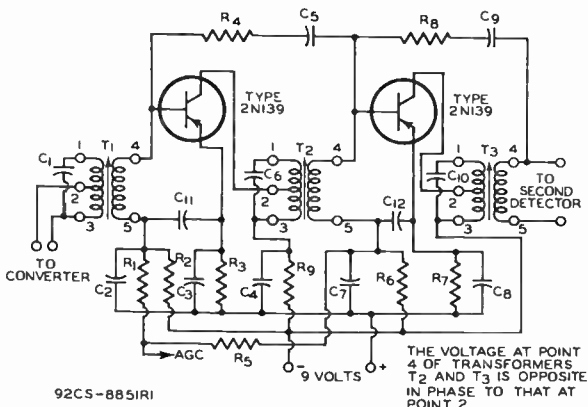 R4 C5 R8 C9
TYPE
2N139
TYPE
2N139
1 T1 4
C1
2
3 5
C11
1 T2 4
C6
2
3 5
C12
1 T3 4
C10
2
3 5
TO
CONVERTER
TO
SECOND
DETECTOR
C2 R1 R2 C3 R3 C4 R9 C7 R6 R7 C8
AGC
R5
- +
9 VOLTS
THE VOLTAGE AT POINT
4 OF TRANSFORMERS
T2 AND T3 IS OPPOSITE
IN PHASE TO THAT AT
POINT 2
92CS-8851R1